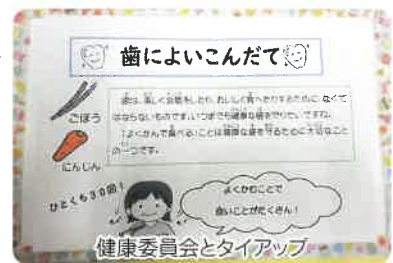 歯によいこんだて
ごぼう
にんじん
歯は、楽しく会話をしたり、おいしく食べたりするために なくて
はならないものです。いつまでも健康な歯を守りたいですね。
「よくかんで食べる」ことは健康な歯を守るために大切なこと
の一つです。
ひとくち30回!
よくかむことで
良いことがたくさん!
健康委員会とタイアップ